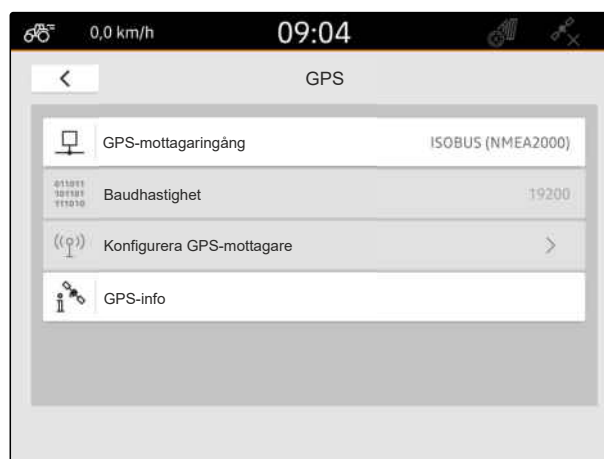 0,0 km/h 09:04
GPS
GPS-mottagaringång ISOBUS (NMEA2000)
011011
101101
111010
Baudhastighet 19200
Konfigurera GPS-mottagare
GPS-info